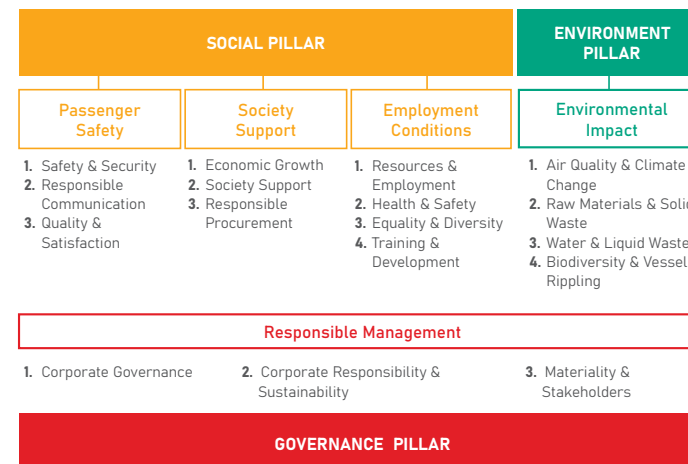 SOCIAL PILLAR
ENVIRONMENT
PILLAR
Passenger
Safety
Society
Support
Employment
Conditions
Environmental
Impact
1. Safety & Security
2. Responsible
Communication
3. Quality &
Satisfaction
1. Economic Growth
2. Society Support
3. Responsible
Procurement
1. Resources &
Employment
2. Health & Safety
3. Equality & Diversity
4. Training &
Development
1. Air Quality & Climate
Change
2. Raw Materials & Solid
Waste
3. Water & Liquid Waste
4. Biodiversity & Vessel
Rippling
Responsible Management
1. Corporate Governance
2. Corporate Responsibility &
Sustainability
3. Materiality &
Stakeholders
GOVERNANCE PILLAR